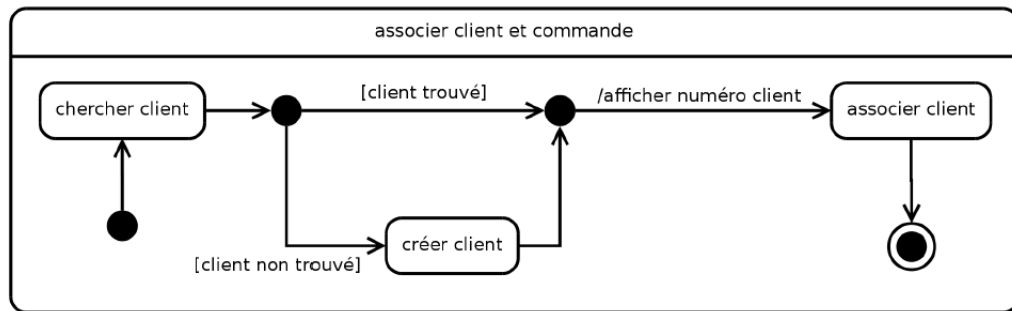 associer client et commande
chercher client
[client trouvé]
/afficher numéro client
associer client
[client non trouvé]
créer client